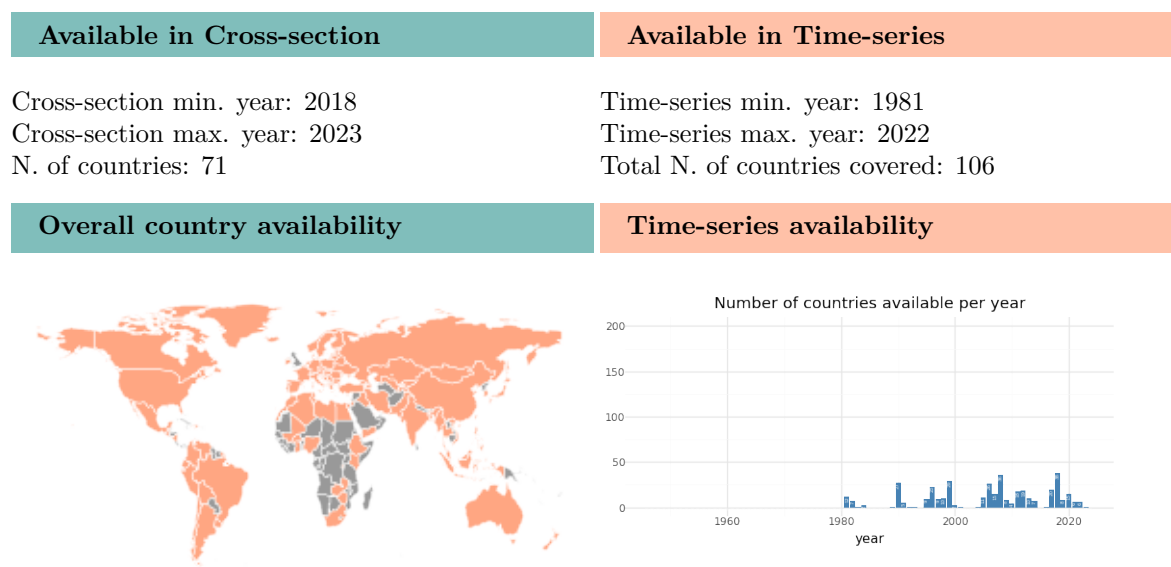 Available in Cross-section
Available in Time-series
Cross-section min. year: 2018
Cross-section max. year: 2023
N. of countries: 71
Time-series min. year: 1981
Time-series max. year: 2022
Total N. of countries covered: 106
Overall country availability
Time-series availability
Number of countries available per year
200
150
100
50
0
1960
1980
2000
2020
year